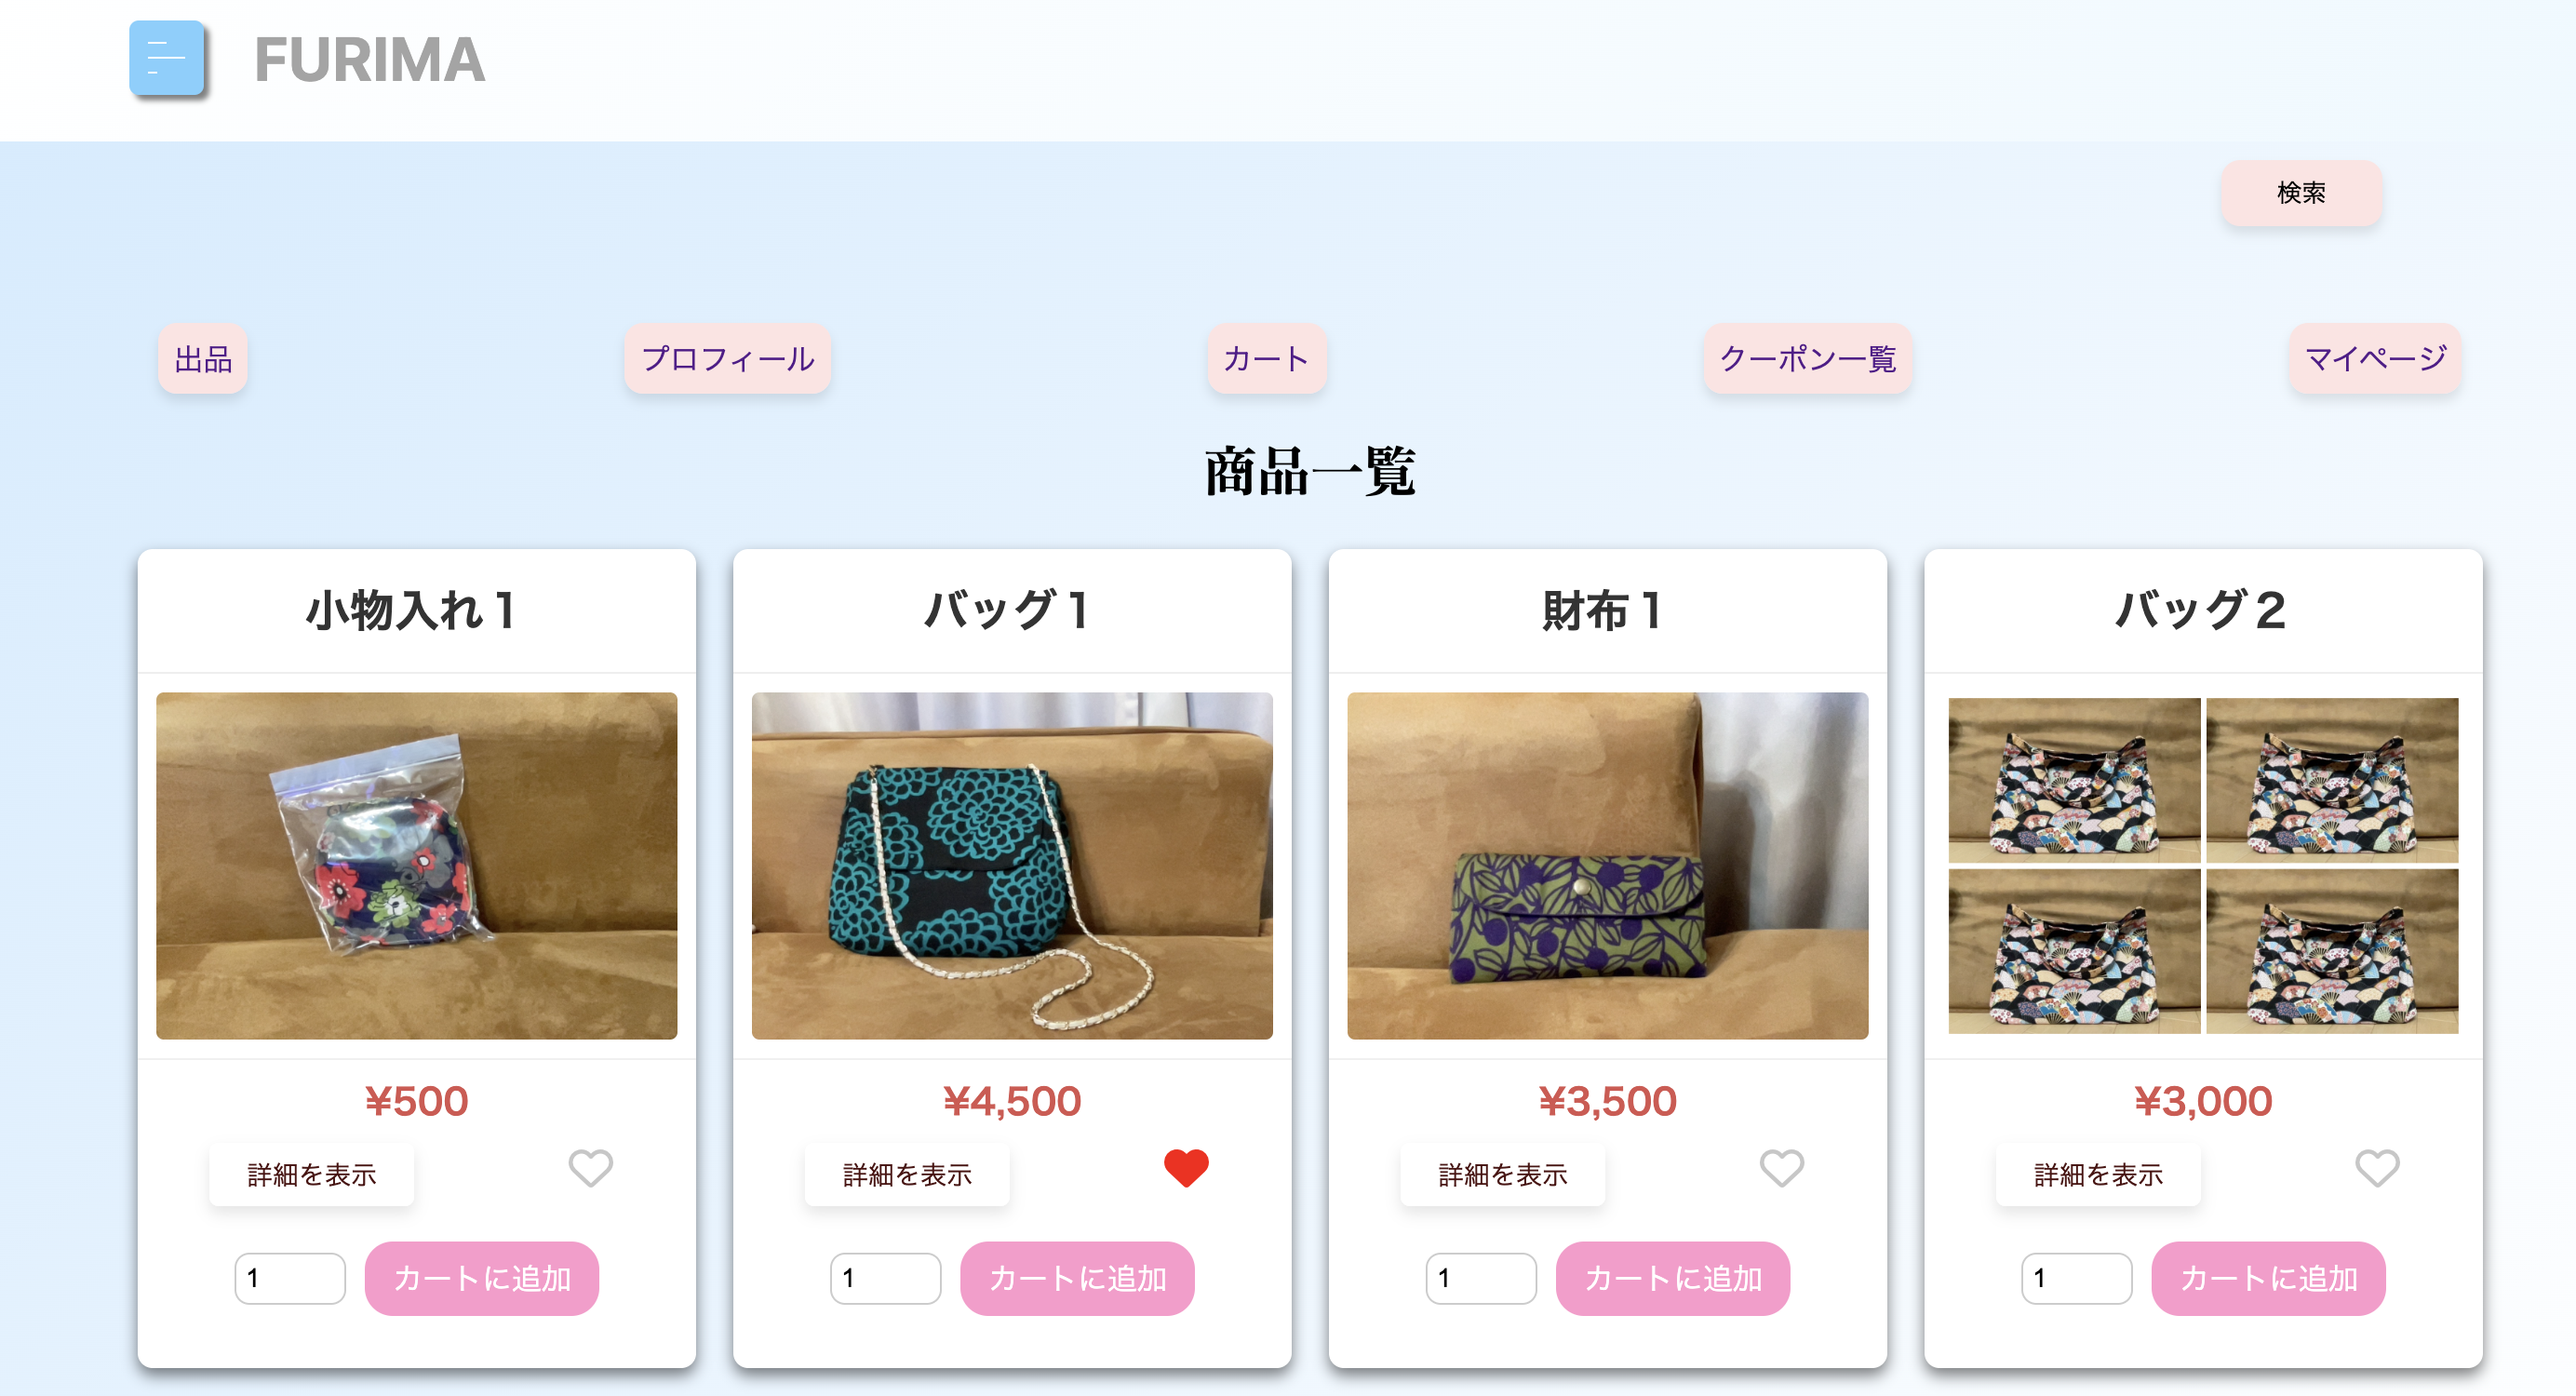 FURIMA
検索
出品
プロフィール
カート
クーポン一覧
マイページ
商品一覧
小物入れ１
バッグ１
財布１
バッグ２
¥500
¥4,500
¥3,500
¥3,000
詳細を表示
詳細を表示
詳細を表示
詳細を表示
1 カートに追加
1 カートに追加
1 カートに追加
1 カートに追加